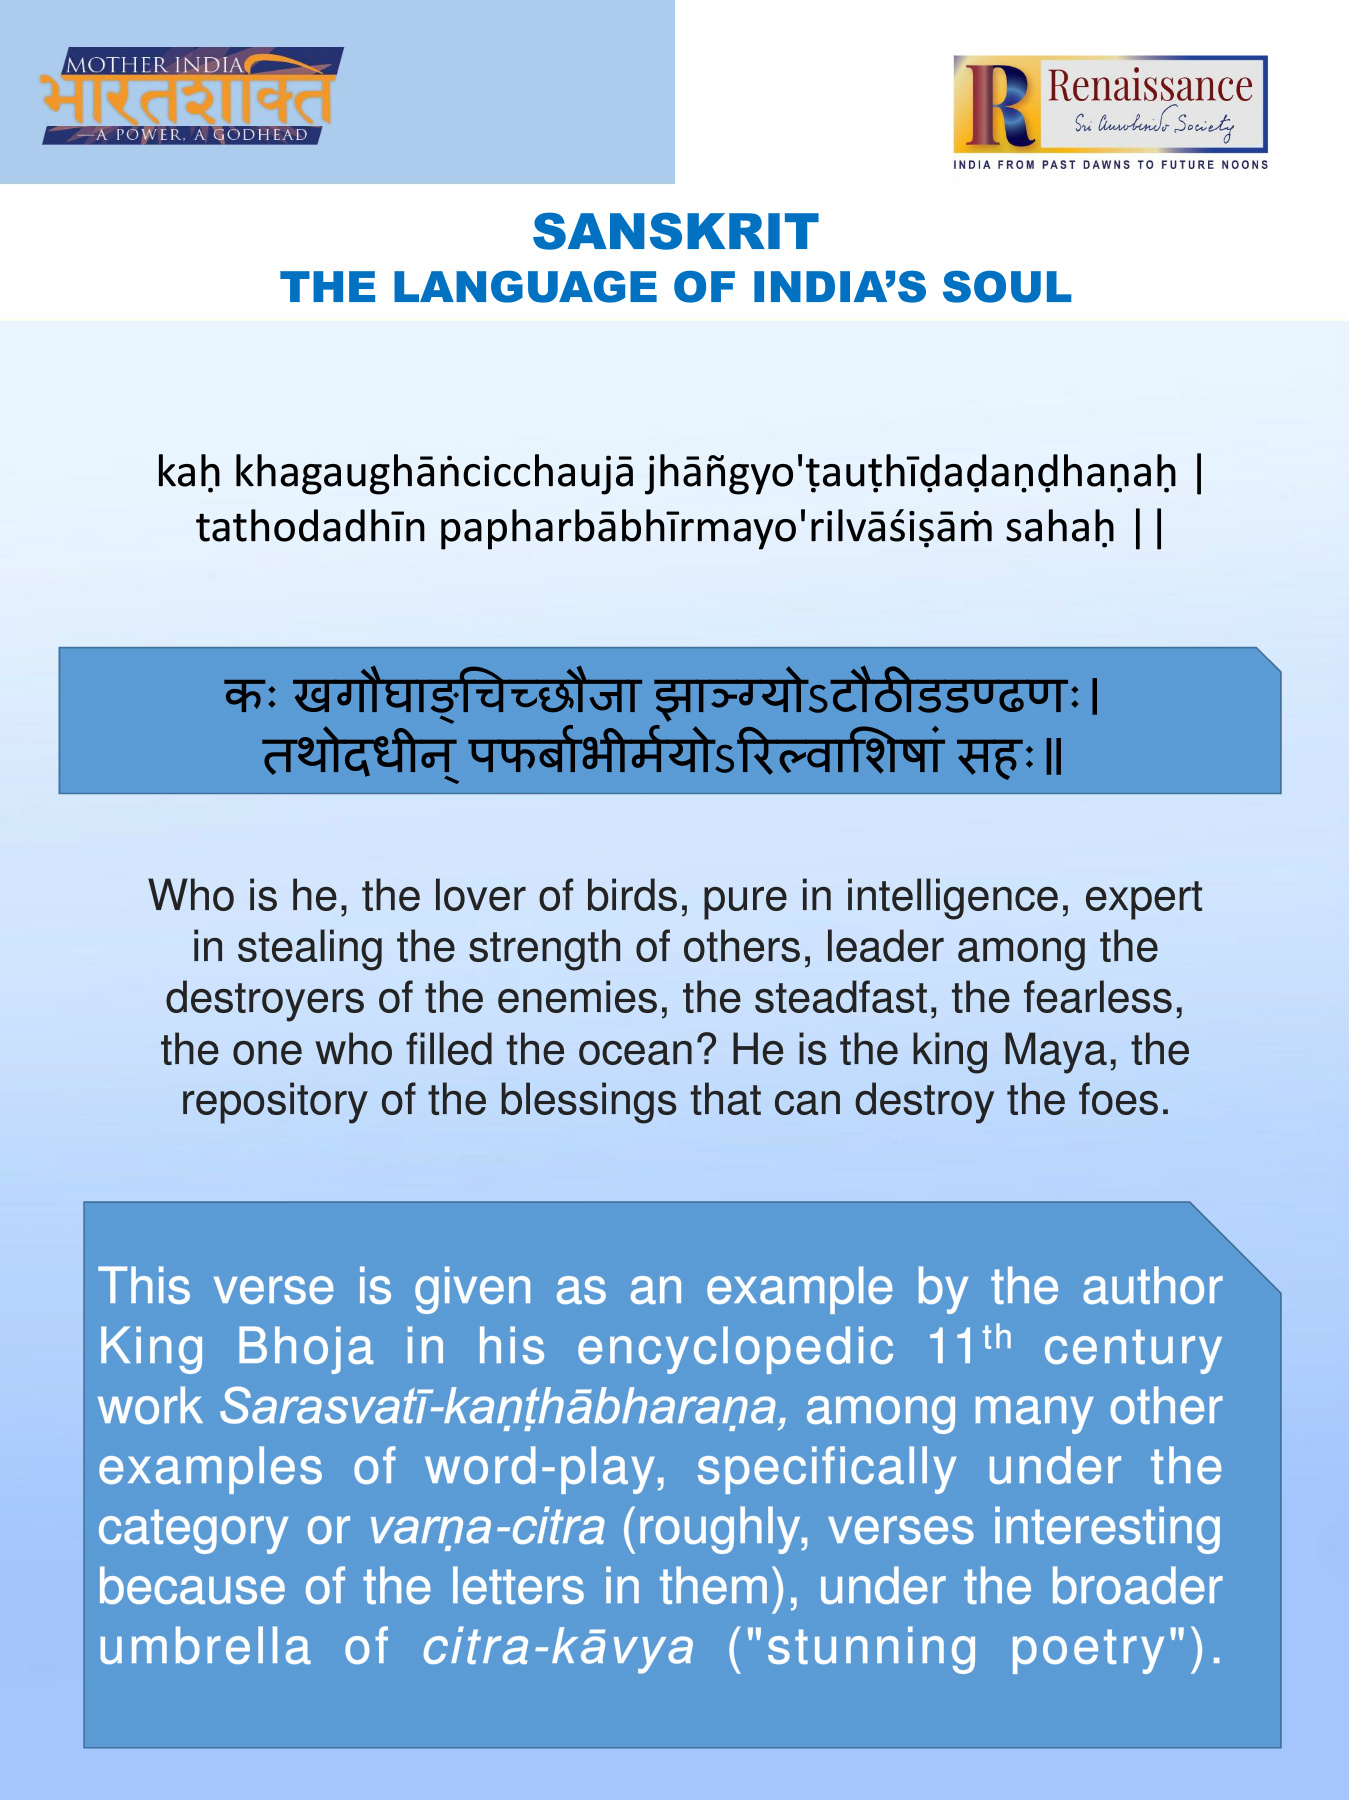 MOTHER INDIA
भारतशक्ति
—A POWER, A GODHEAD
Renaissance
Sri Aurobindo Society
INDIA FROM PAST DAWNS TO FUTURE NOONS
SANSKRIT
THE LANGUAGE OF INDIA’S SOUL
kaḥ khagaughāṅcicchaujā jhāñgyo'ṭauṭhīḍaḍaṇḍhaṇaḥ |
tathodadhīn papharbābhīrmayo'rilvāśiṣāṁ sahaḥ ||
कः खगौघाङ्चिच्छौजा झाञ्ग्योऽटौठीडडण्ढणः।
तथोदधीन् पफर्बाभीर्मयोऽरिल्वाशिषां सहः॥
Who is he, the lover of birds, pure in intelligence, expert
in stealing the strength of others, leader among the
destroyers of the enemies, the steadfast, the fearless,
the one who filled the ocean? He is the king Maya, the
repository of the blessings that can destroy the foes.
This verse is given as an example by the author
King Bhoja in his encyclopedic 11th century
work Sarasvatī-kaṇṭhābharaṇa, among many other
examples of word-play, specifically under the
category or varṇa-citra (roughly, verses interesting
because of the letters in them), under the broader
umbrella of citra-kāvya ("stunning poetry").